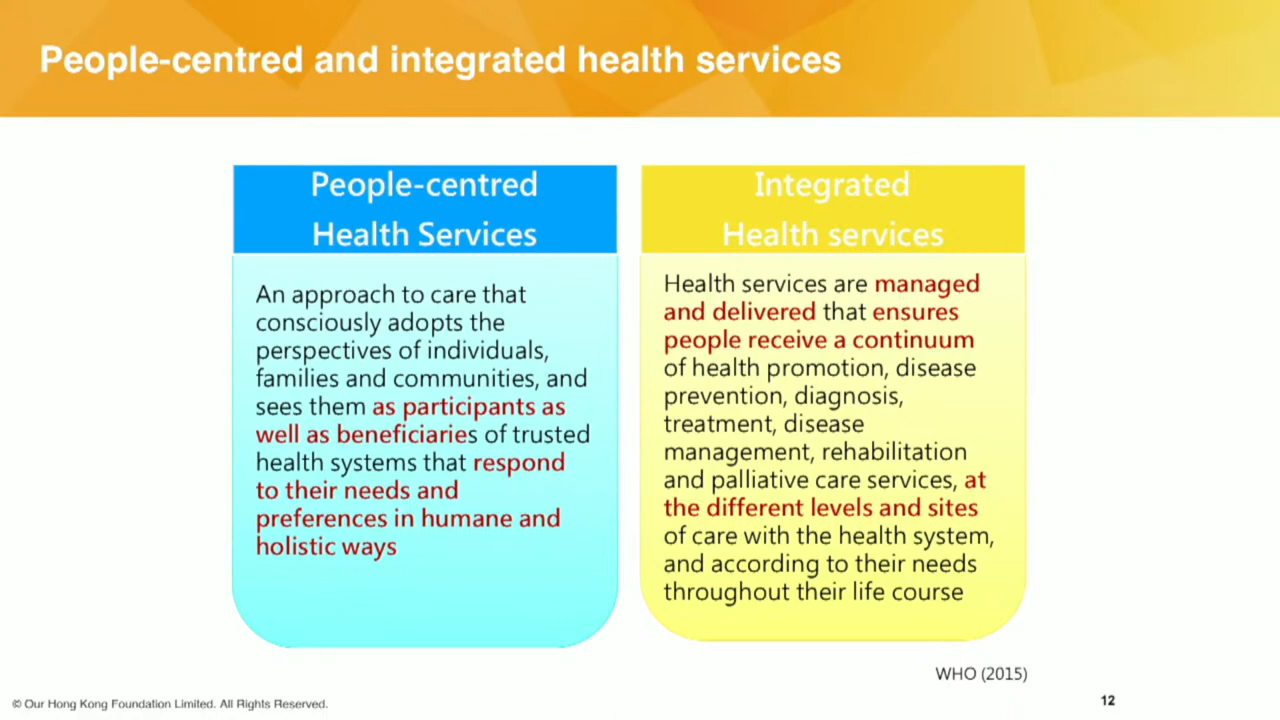 People-centred and integrated health services
People-centred
Health Services
An approach to care that
consciously adopts the
perspectives of individuals,
families and communities, and
sees them as participants as
well as beneficiaries of trusted
health systems that respond
to their needs and
preferences in humane and
holistic ways
Integrated
Health services
Health services are managed
and delivered that ensures
people receive a continuum
of health promotion, disease
prevention, diagnosis,
treatment, disease
management, rehabilitation
and palliative care services, at
the different levels and sites
of care with the health system,
and according to their needs
throughout their life course
WHO (2015)
© Our Hong Kong Foundation Limited. All Rights Reserved.
12